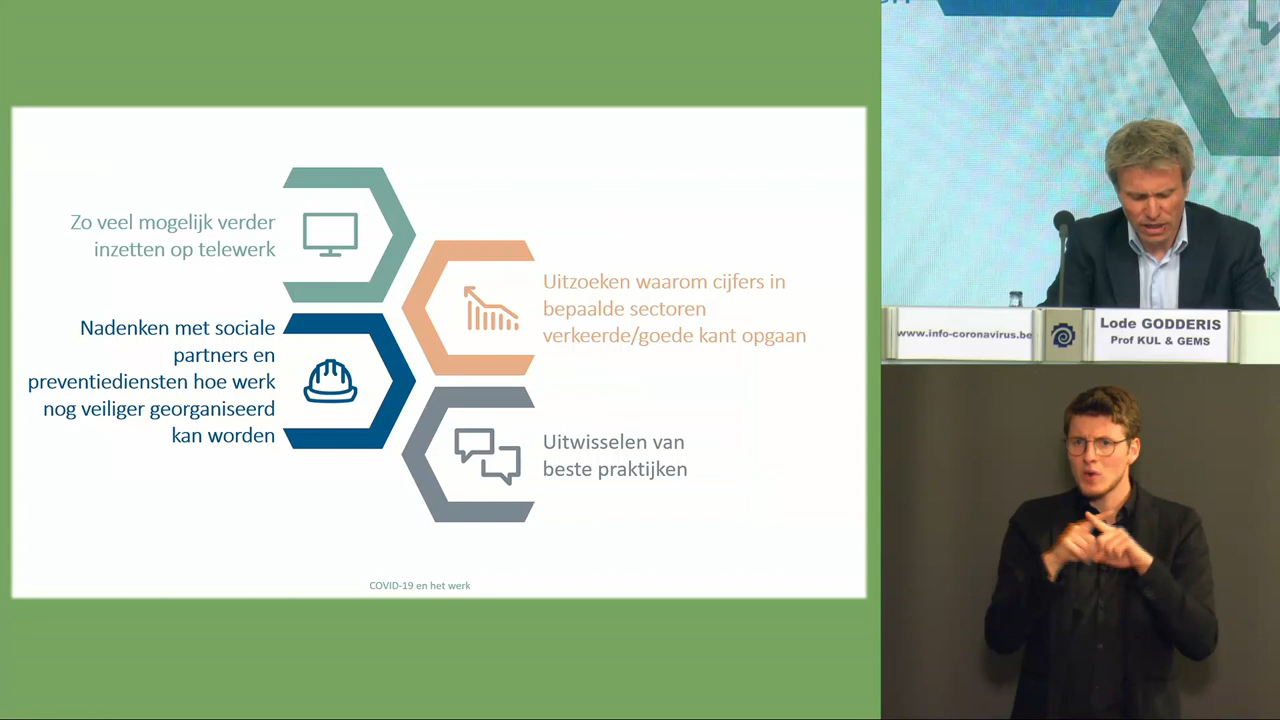 Zo veel mogelijk verder
inzetten op telewerk
Uitzoeken waarom cijfers in
bepaalde sectoren
verkeerde/goede kant opgaan
Nadenken met sociale
partners en
preventiediensten hoe werk
nog veiliger georganiseerd
kan worden
Uitwisselen van
beste praktijken
COVID-19 en het werk
www.info-coronavirus.be
Lode GODDERIS
Prof KUL & GEMS